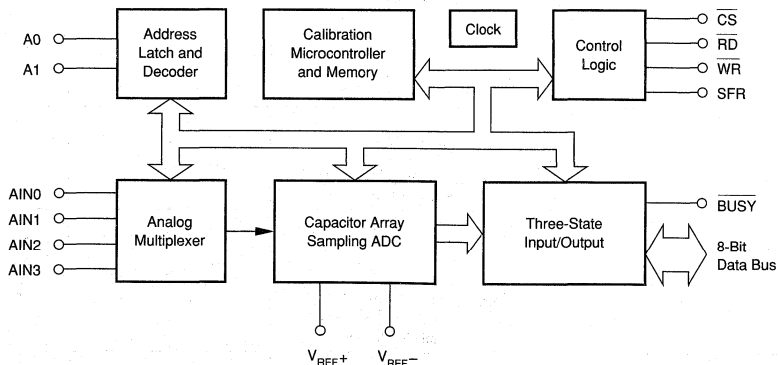 A0
A1
Address
Latch and
Decoder
Calibration
Microcontroller
and Memory
Clock
Control
Logic
CS
RD
WR
SFR
AIN0
AIN1
AIN2
AIN3
Analog
Multiplexer
Capacitor Array
Sampling ADC
Three-State
Input/Output
BUSY
8-Bit
Data Bus
VREF+
VREF−